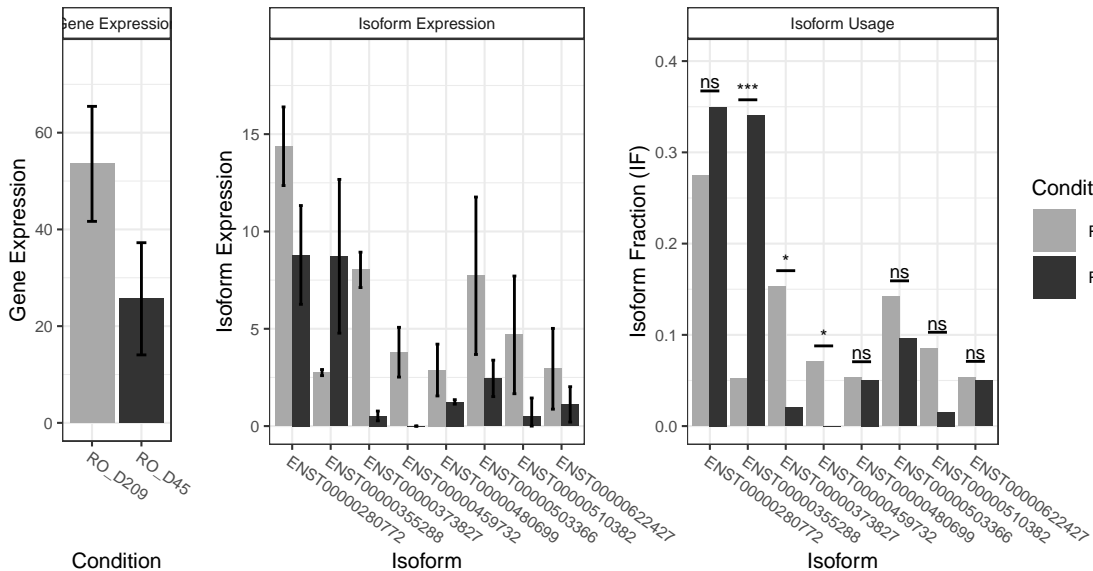 Gene Expression
Isoform Expression
Isoform Usage
Gene Expression
60
40
20
0
RO_D209
RO_D45
Condition
Isoform Expression
15
10
5
0
ENST00000280772
ENST00000355288
ENST00000373827
ENST00000459732
ENST00000480699
ENST00000503366
ENST00000510382
ENST00000622427
Isoform
Isoform Fraction (IF)
0.4
0.3
0.2
0.1
0.0
ns
***
*
*
ns
ns
ns
ns
ENST00000280772
ENST00000355288
ENST00000373827
ENST00000459732
ENST00000480699
ENST00000503366
ENST00000510382
ENST00000622427
Isoform